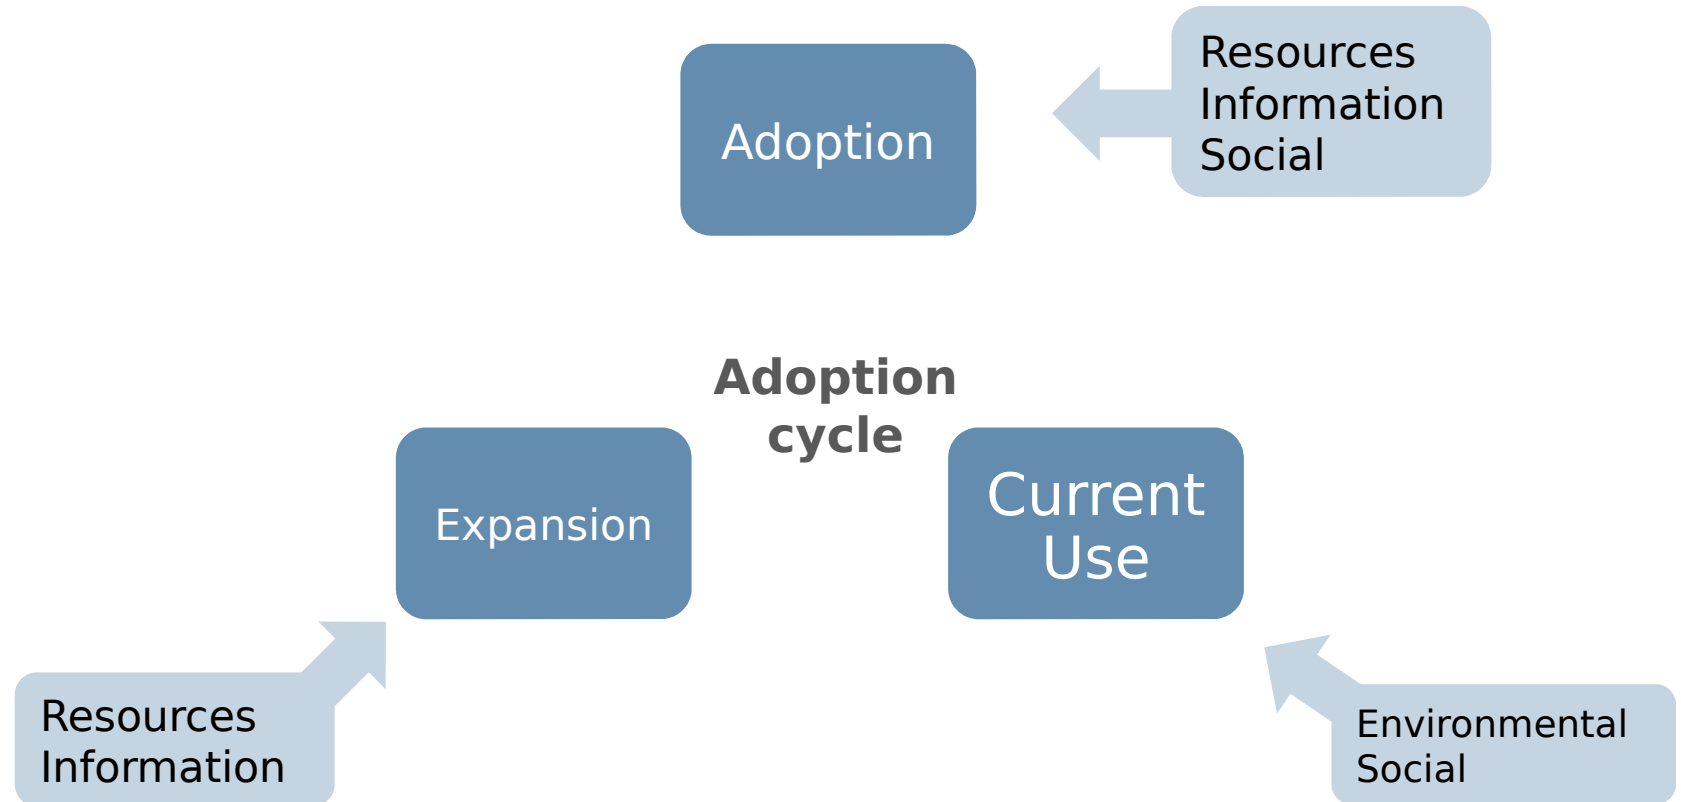 Adoption
Resources
Information
Social
Adoption
cycle
Expansion
Current
Use
Resources
Information
Environmental
Social